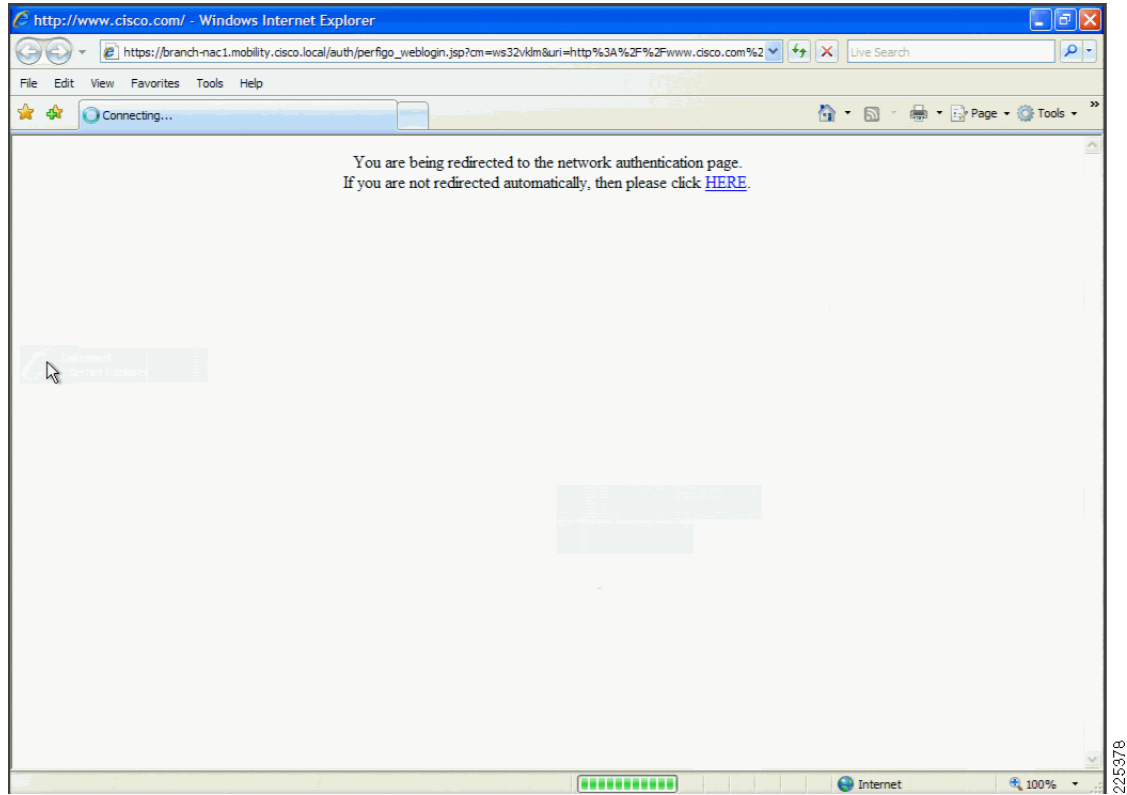 http://www.cisco.com/ - Windows Internet Explorer
https://branch-nac1.mobility.cisco.local/auth/perfigo_weblogin.jsp?cm=ws32vklm&uri=http%3A%2F%2Fwww.cisco.com%2
Live Search
File Edit View Favorites Tools Help
Connecting...
Page Tools
You are being redirected to the network authentication page.
If you are not redirected automatically, then please click HERE.
Internet
Internet Explorer
Internet 100%
225378